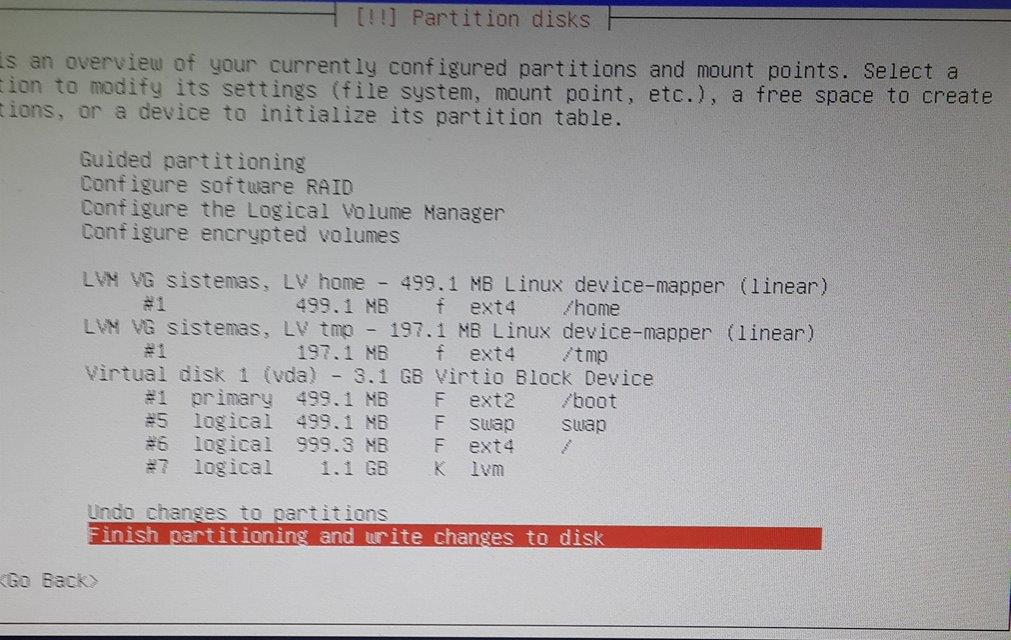 [!!] Partition disks
is an overview of your currently configured partitions and mount points. Select a
tion to modify its settings (file system, mount point, etc.), a free space to create
tions, or a device to initialize its partition table.
Guided partitioning
Configure software RAID
Configure the Logical Volume Manager
Configure encrypted volumes
LVM VG sistemas, LV home - 499.1 MB Linux device-mapper (linear)
#1 499.1 MB f ext4 /home
LVM VG sistemas, LV tmp - 197.1 MB Linux device-mapper (linear)
#1 197.1 MB f ext4 /tmp
Virtual disk 1 (vda) - 3.1 GB Virtio Block Device
#1 primary 499.1 MB F ext2 /boot
#5 logical 499.1 MB F swap swap
#6 logical 999.3 MB F ext4 /
#7 logical 1.1 GB K lvm
Undo changes to partitions
Finish partitioning and write changes to disk
<Go Back>